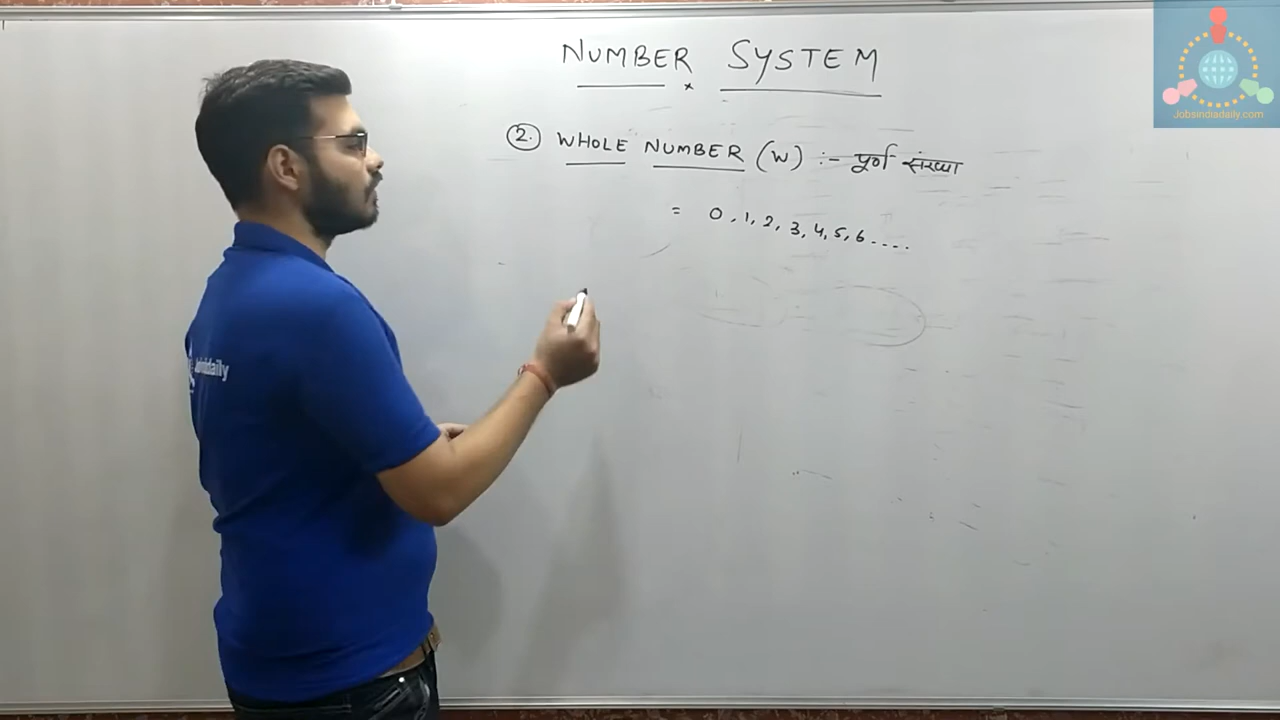 NUMBER SYSTEM
2. WHOLE NUMBER (W) :- पूर्ण संख्या
= 0, 1, 2, 3, 4, 5, 6....
Jobsindiadaily.com